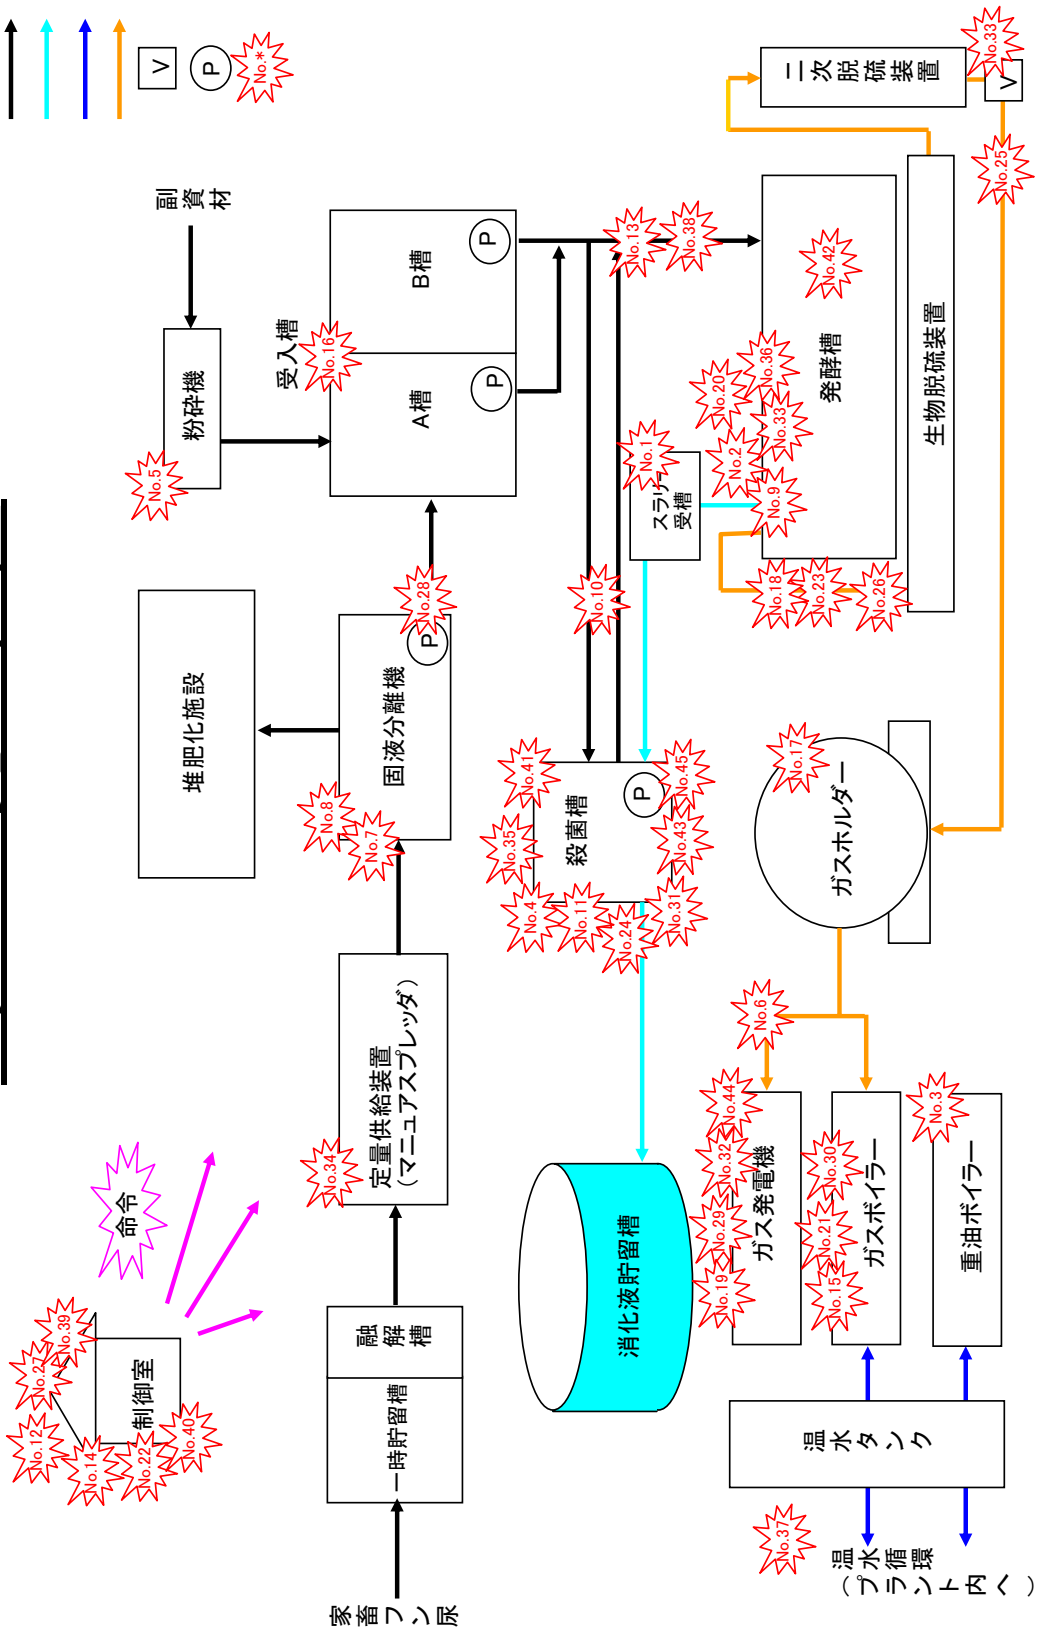 V
P
No.*
副資材
粉砕機
No.5
受入槽
No.16
A槽
P
B槽
P
堆肥化施設
固液分離機
P
No.28
No.8
No.7
定量供給装置
(マニュアスプレッダ)
No.34
融解槽
一時貯留槽
家畜フン尿
命令
制御室
No.39
No.27
No.12
No.14
No.22
No.40
No.13
No.38
No.10
スラリー
受槽
No.1
殺菌槽
P
No.41
No.35
No.4
No.11
No.24
No.31
No.43
No.45
消化液貯留槽
発酵槽
No.42
No.36
No.20
No.33
No.2
No.9
No.18
No.23
No.26
生物脱硫装置
二次脱硫装置
No.33
V
No.25
ガスホルダー
No.17
No.6
ガス発電機
No.44
No.32
No.29
No.19
ガスボイラー
No.30
No.21
No.15
重油ボイラー
No.3
温水タンク
No.37
温水循環
(プラント内へ)